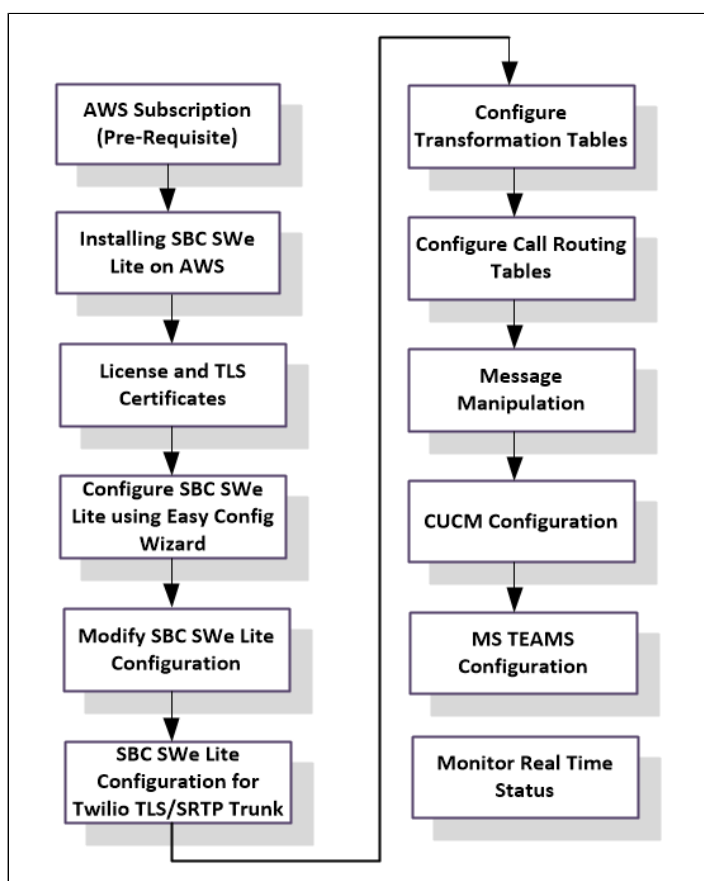 AWS Subscription
(Pre-Requisite)
Installing SBC SWe
Lite on AWS
License and TLS
Certificates
Configure SBC SWe
Lite using Easy Config
Wizard
Modify SBC SWe Lite
Configuration
SBC SWe Lite
Configuration for
Twilio TLS/SRTP Trunk
Configure
Transformation Tables
Configure Call Routing
Tables
Message
Manipulation
CUCM Configuration
MS TEAMS
Configuration
Monitor Real Time
Status